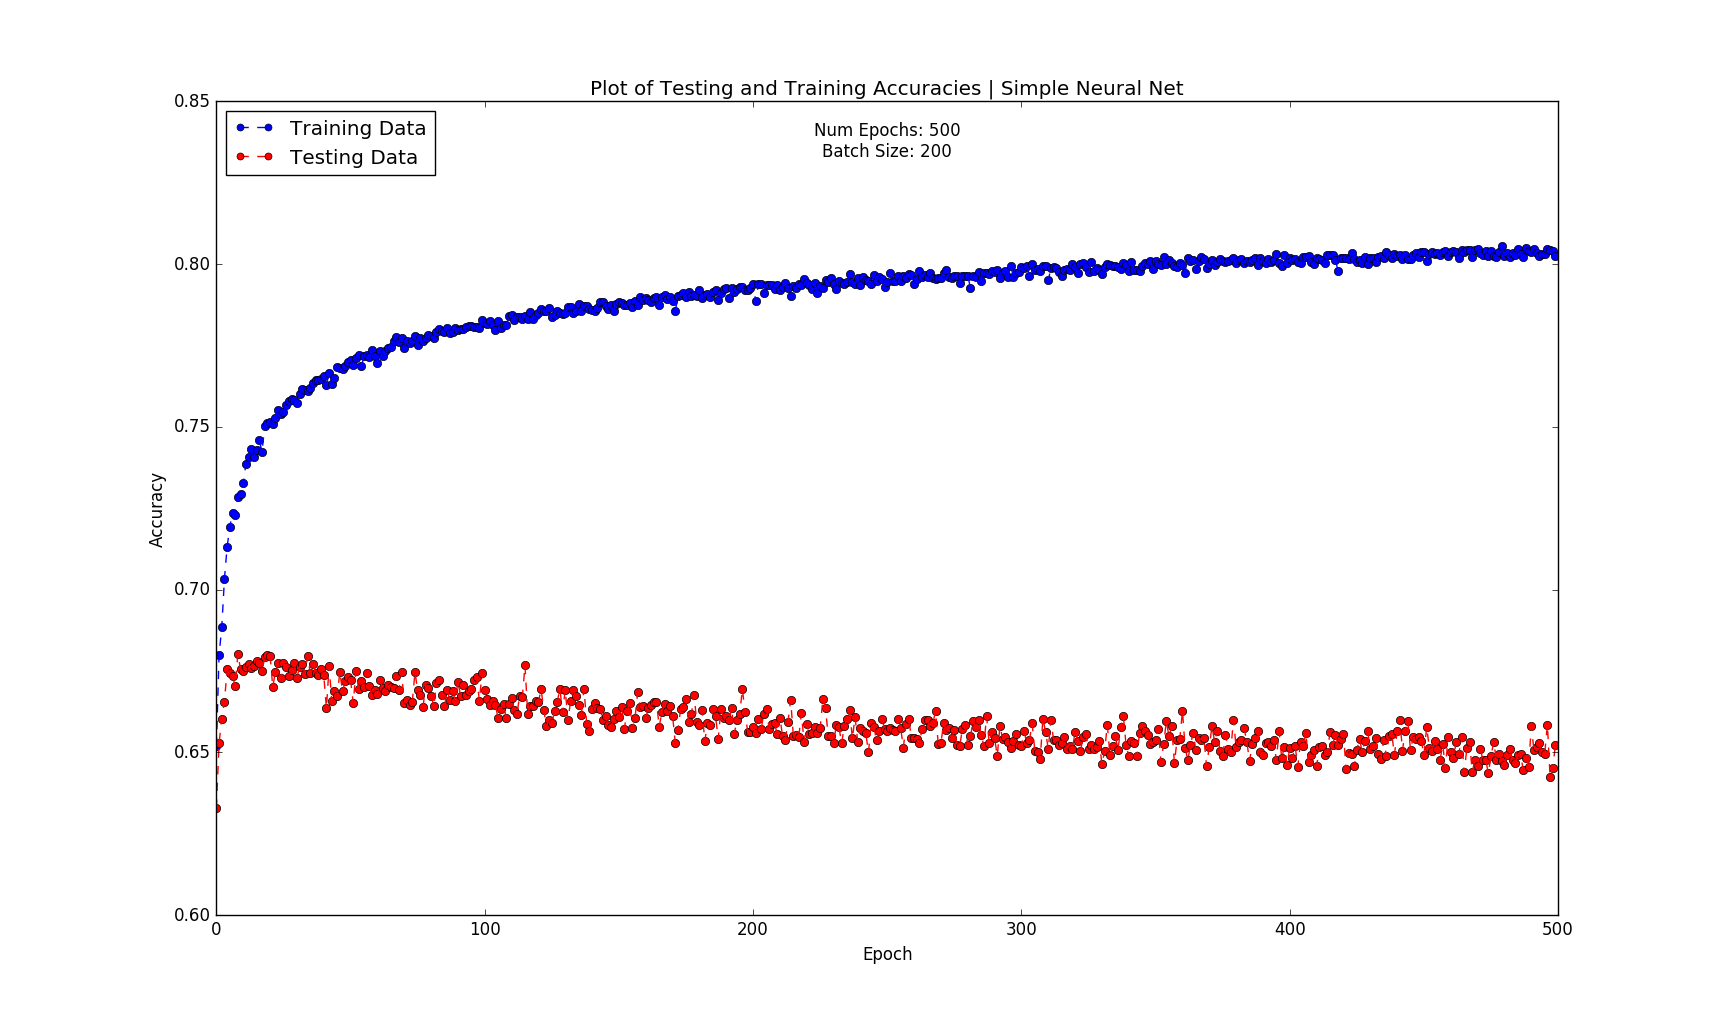 Plot of Testing and Training Accuracies | Simple Neural Net
Training Data
Testing Data
Num Epochs: 500
Batch Size: 200
Accuracy
0.85
0.80
0.75
0.70
0.65
0.60
0 100 200 300 400 500
Epoch